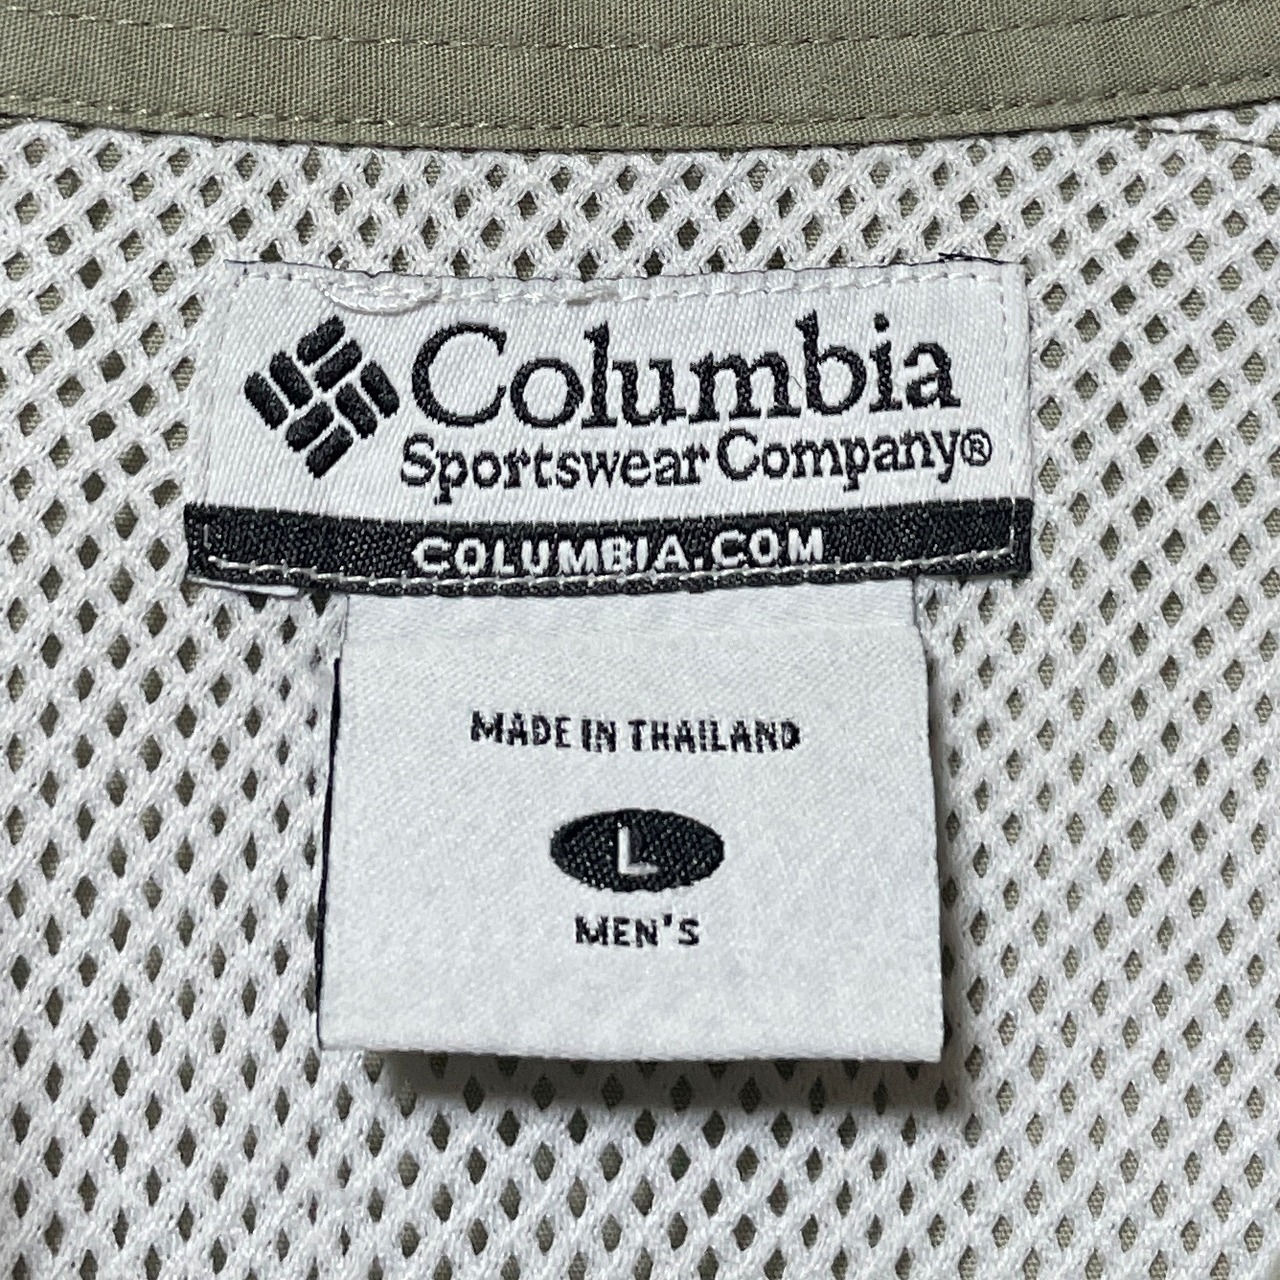 Columbia
Sportswear Company®
COLUMBIA.COM
MADE IN THAILAND
L
MEN'S